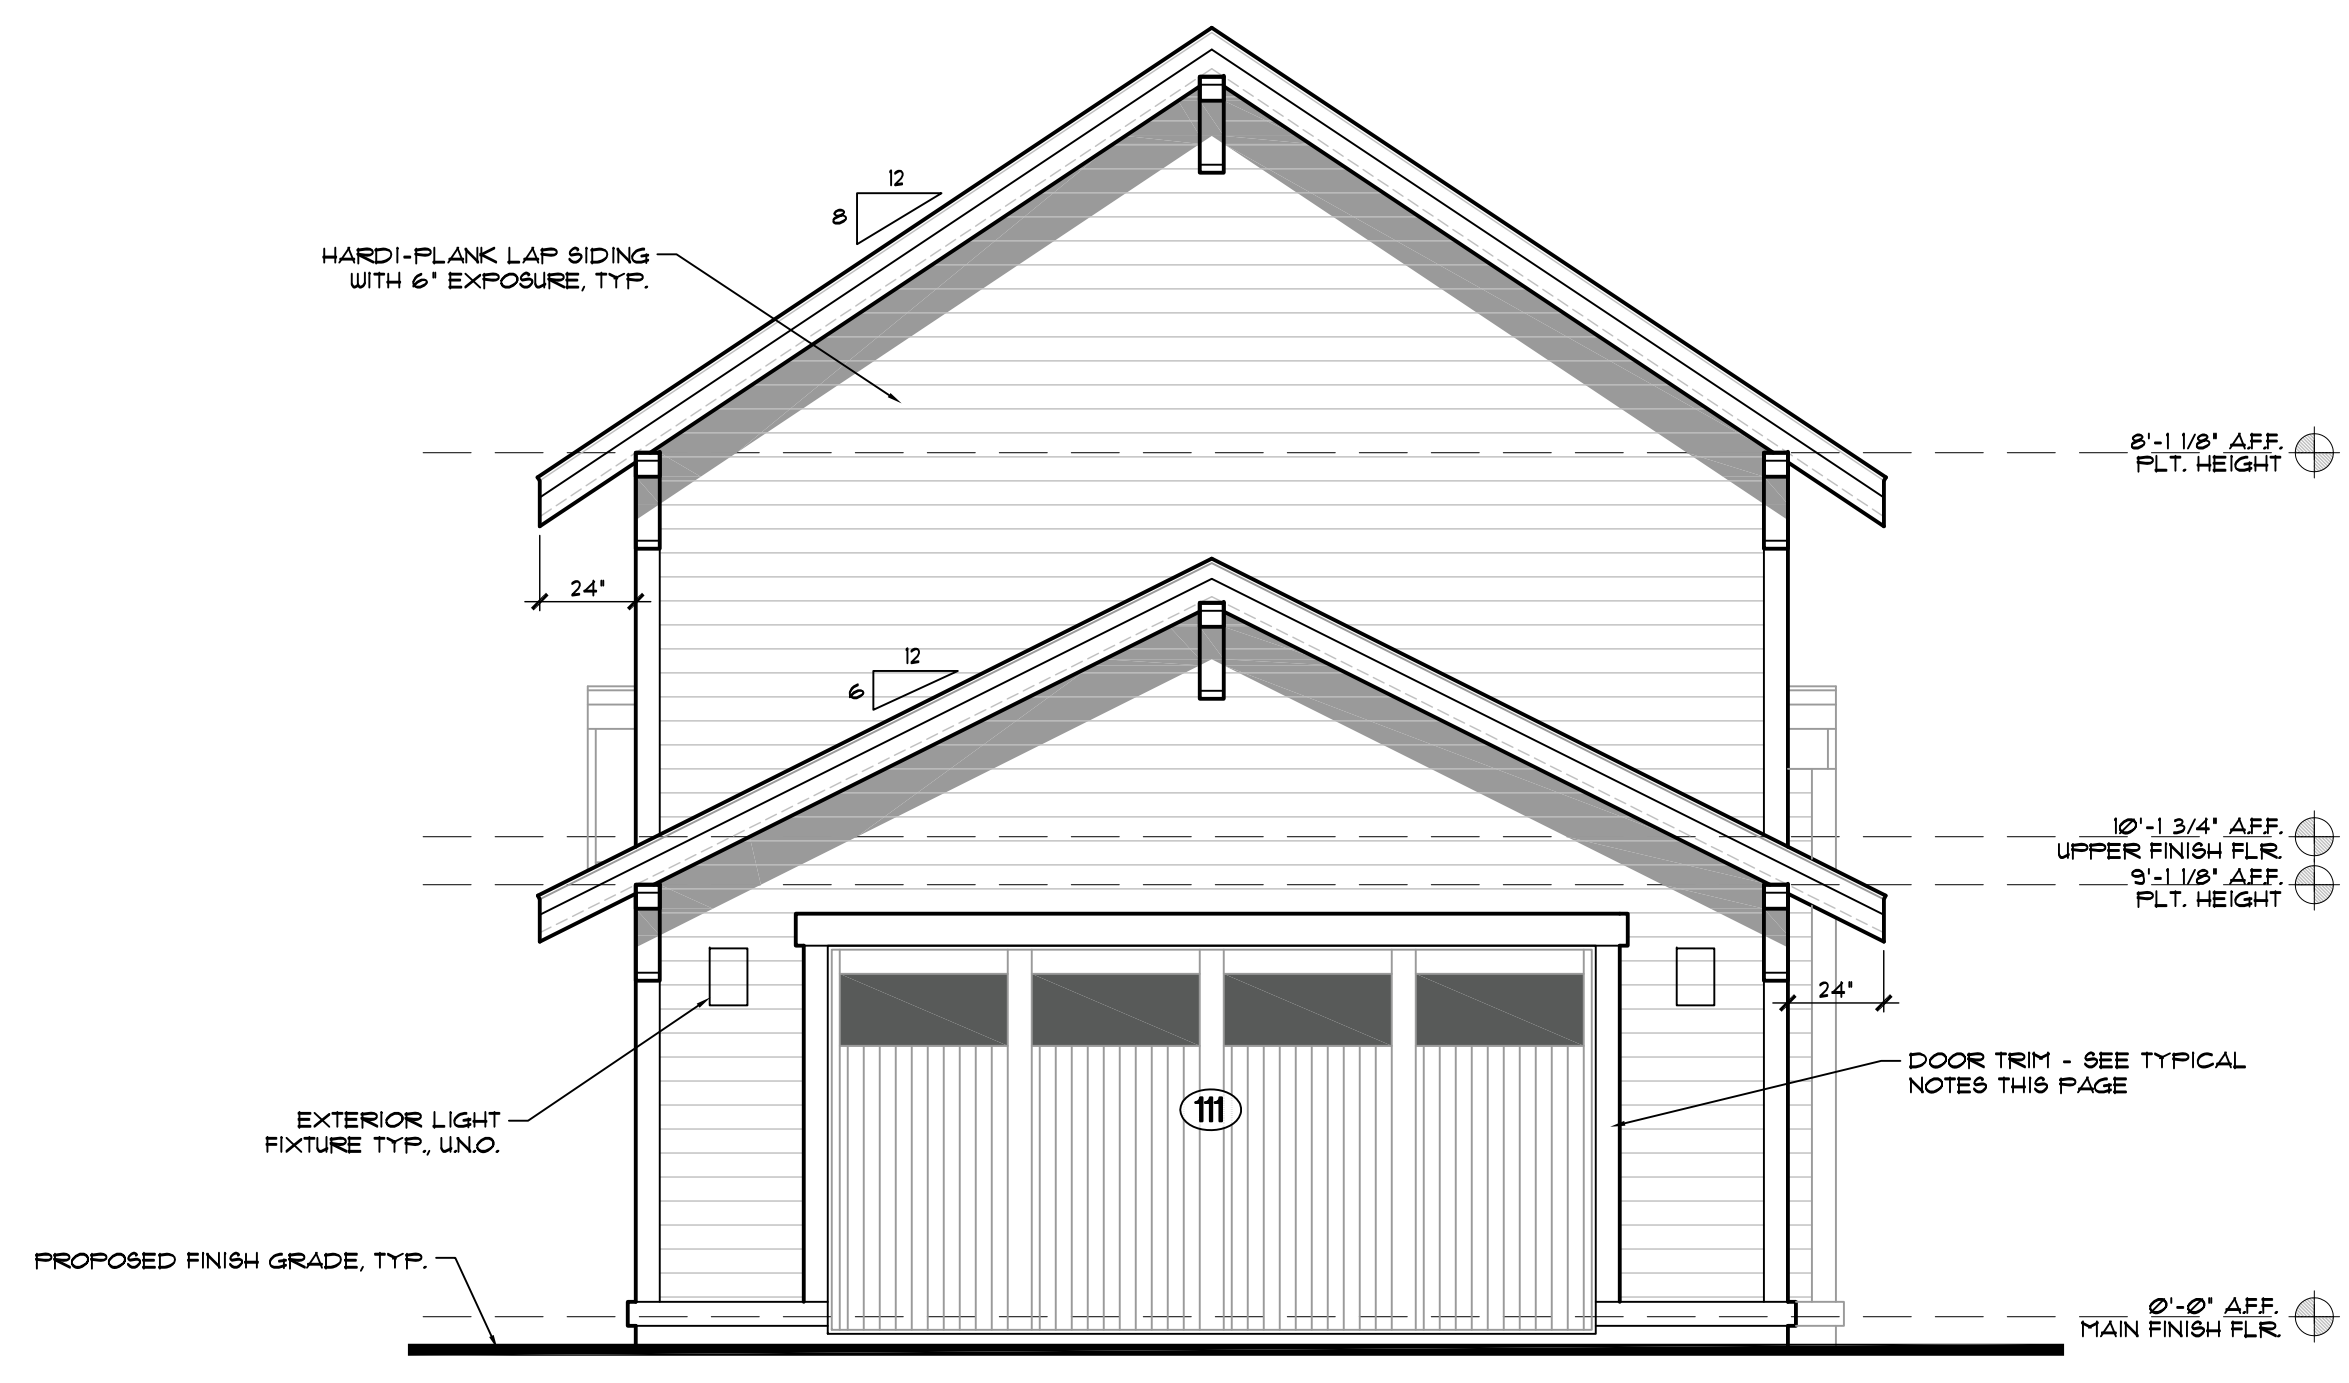 12
8
HARDI-PLANK LAP SIDING
WITH 6" EXPOSURE, TYP.
8'-1 1/8" A.F.F.
PLT. HEIGHT
24"
12
6
10'-1 3/4" A.F.F.
UPPER FINISH FLR.
9'-1 1/8" A.F.F.
PLT. HEIGHT
24"
DOOR TRIM - SEE TYPICAL
NOTES THIS PAGE
111
EXTERIOR LIGHT
FIXTURE TYP., U.N.O.
PROPOSED FINISH GRADE, TYP.
0'-0" A.F.F.
MAIN FINISH FLR.